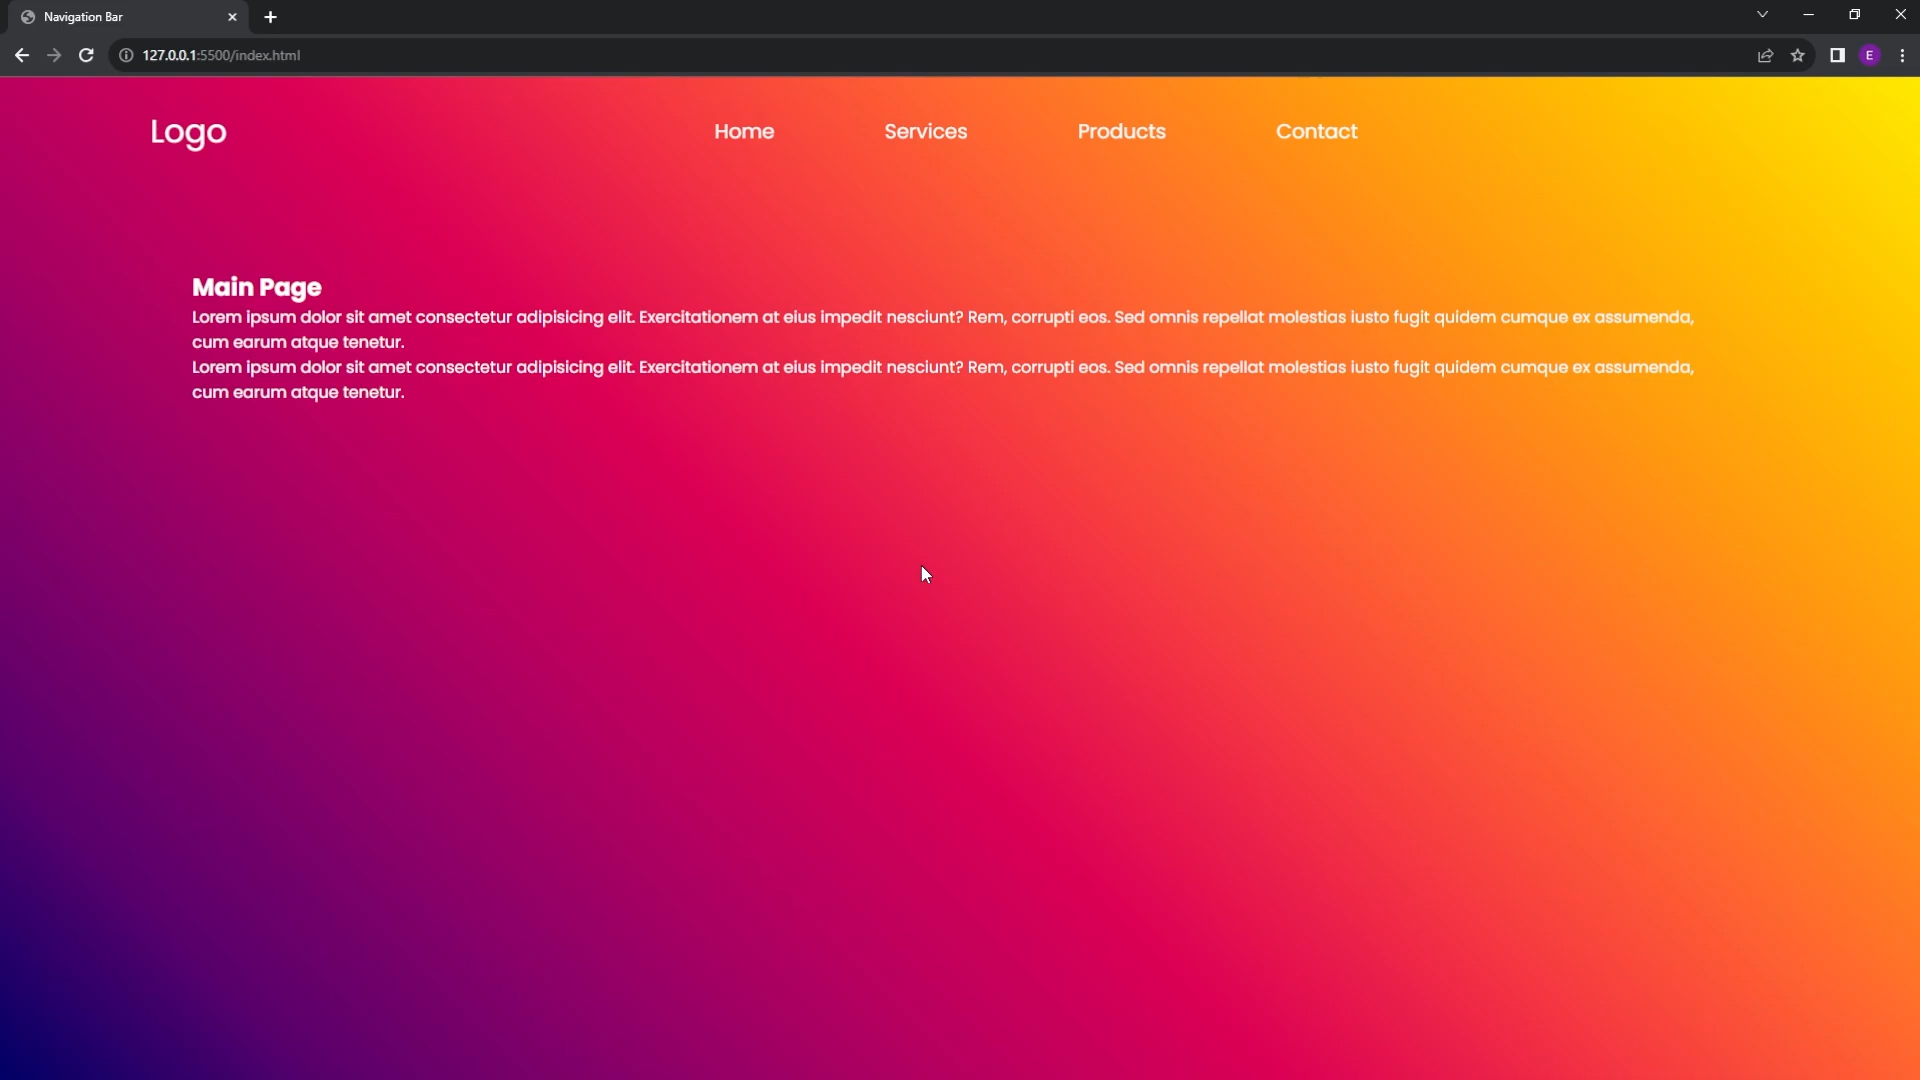 Navigation Bar
127.0.0.1:5500/index.html
E
Logo
Home Services Products Contact
Main Page
Lorem ipsum dolor sit amet consectetur adipisicing elit. Exercitationem at eius impedit nesciunt? Rem, corrupti eos. Sed omnis repellat molestias iusto fugit quidem cumque ex assumenda,
cum earum atque tenetur.
Lorem ipsum dolor sit amet consectetur adipisicing elit. Exercitationem at eius impedit nesciunt? Rem, corrupti eos. Sed omnis repellat molestias iusto fugit quidem cumque ex assumenda,
cum earum atque tenetur.